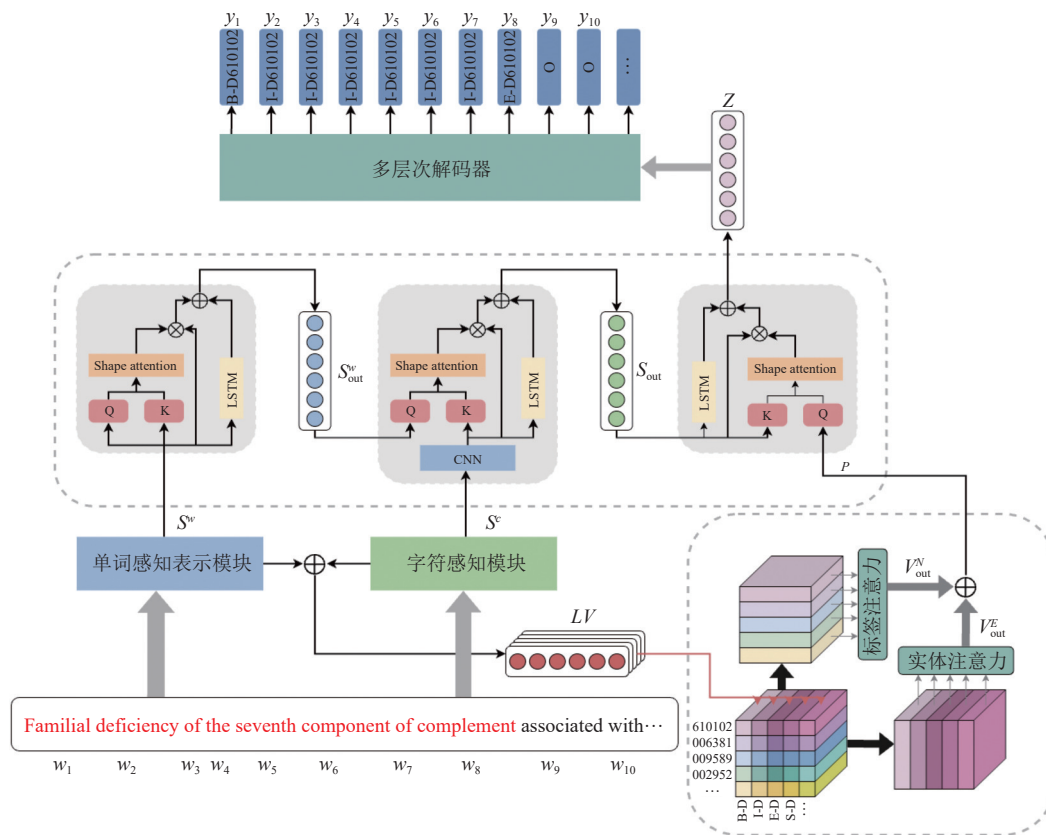 y1 y2 y3 y4 y5 y6 y7 y8 y9 y10
B-D610102 I-D610102 I-D610102 I-D610102 I-D610102 I-D610102 I-D610102 E-D610102 O O …
Z
多层次解码器
Shape attention
Q K
LSTM
S^w_out
Shape attention
Q K
LSTM
CNN
S_out
LSTM
Shape attention
K Q
P
S^w
S^c
单词感知表示模块
字符感知模块
LV
标签注意力
V^N_out
V^E_out
实体注意力
Familial deficiency of the seventh component of complement associated with…
w1 w2 w3 w4 w5 w6 w7 w8 w9 w10
610102
006381
009589
002952
…
B-D I-D E-D S-D …